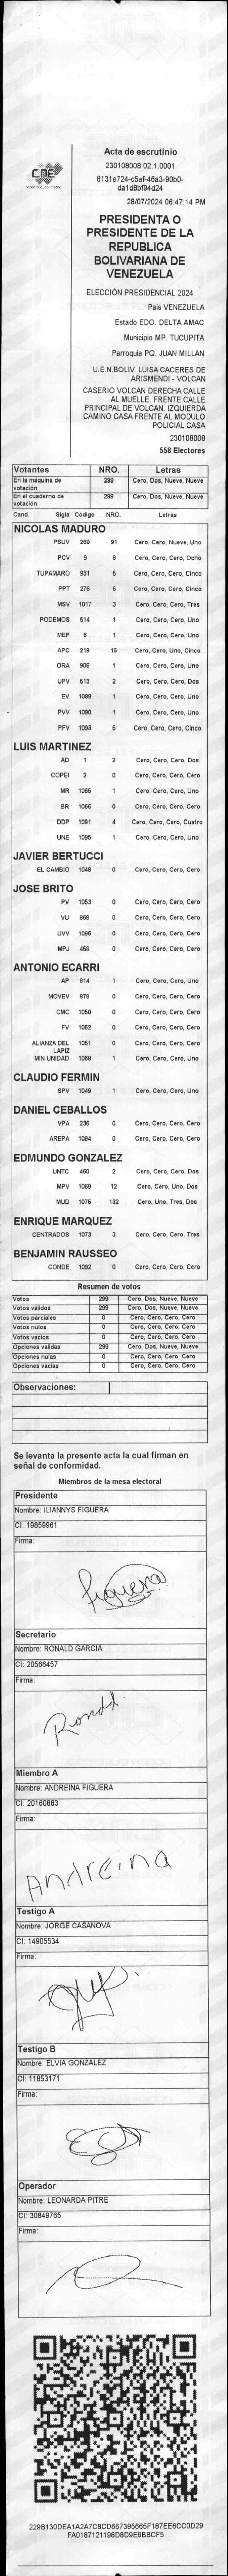 CNE
Acta de escrutinio
230108008.02.1.0001
8131e724-c5af-46a3-90b0-
da1d8bf94d24
28/07/2024 06:47:14 PM
PRESIDENTA O
PRESIDENTE DE LA
REPUBLICA
BOLIVARIANA DE
VENEZUELA
ELECCIÓN PRESIDENCIAL 2024
País VENEZUELA
Estado EDO. DELTA AMAC
Municipio MP. TUCUPITA
Parroquia PQ. JUAN MILLAN
U.E.N.BOLIV. LUISA CACERES DE
ARISMENDI - VOLCAN
CASERIO VOLCAN DERECHA CALLE
AL MUELLE. FRENTE CALLE
PRINCIPAL DE VOLCAN. IZQUIERDA
CAMINO CASA FRENTE AL MODULO
POLICIAL CASA
230108008
558 Electores
Votantes NRO. Letras
En la máquina de votación 299 Cero, Dos, Nueve, Nueve
En el cuaderno de votación 299 Cero, Dos, Nueve, Nueve
Cand. Sigla Código NRO. Letras
NICOLAS MADURO
PSUV 269 91 Cero, Cero, Nueve, Uno
PCV 9 8 Cero, Cero, Cero, Ocho
TUPAMARO 931 5 Cero, Cero, Cero, Cinco
PPT 276 5 Cero, Cero, Cero, Cinco
MSV 1017 3 Cero, Cero, Cero, Tres
PODEMOS 514 1 Cero, Cero, Cero, Uno
MEP 6 1 Cero, Cero, Cero, Uno
APC 219 15 Cero, Cero, Uno, Cinco
ORA 906 1 Cero, Cero, Cero, Uno
UPV 513 2 Cero, Cero, Cero, Dos
EV 1089 1 Cero, Cero, Cero, Uno
PVV 1090 1 Cero, Cero, Cero, Uno
PFV 1093 5 Cero, Cero, Cero, Cinco
LUIS MARTINEZ
AD 1 2 Cero, Cero, Cero, Dos
COPEI 2 0 Cero, Cero, Cero, Cero
MR 1065 1 Cero, Cero, Cero, Uno
BR 1066 0 Cero, Cero, Cero, Cero
DDP 1091 4 Cero, Cero, Cero, Cuatro
UNE 1095 1 Cero, Cero, Cero, Uno
JAVIER BERTUCCI
EL CAMBIO 1048 0 Cero, Cero, Cero, Cero
JOSE BRITO
PV 1053 0 Cero, Cero, Cero, Cero
VU 868 0 Cero, Cero, Cero, Cero
UVV 1096 0 Cero, Cero, Cero, Cero
MPJ 458 0 Cero, Cero, Cero, Cero
ANTONIO ECARRI
AP 814 1 Cero, Cero, Cero, Uno
MOVEV 878 0 Cero, Cero, Cero, Cero
CMC 1050 0 Cero, Cero, Cero, Cero
FV 1062 0 Cero, Cero, Cero, Cero
ALIANZA DEL LAPIZ 1051 0 Cero, Cero, Cero, Cero
MIN UNIDAD 1068 1 Cero, Cero, Cero, Uno
CLAUDIO FERMIN
SPV 1049 1 Cero, Cero, Cero, Uno
DANIEL CEBALLOS
VPA 236 0 Cero, Cero, Cero, Cero
AREPA 1094 0 Cero, Cero, Cero, Cero
EDMUNDO GONZALEZ
UNTC 460 2 Cero, Cero, Cero, Dos
MPV 1069 12 Cero, Cero, Uno, Dos
MUD 1075 132 Cero, Uno, Tres, Dos
ENRIQUE MARQUEZ
CENTRADOS 1073 3 Cero, Cero, Cero, Tres
BENJAMIN RAUSSEO
CONDE 1092 0 Cero, Cero, Cero, Cero
Resumen de votos
Votos 299 Cero, Dos, Nueve, Nueve
Votos validos 299 Cero, Dos, Nueve, Nueve
Votos parciales 0 Cero, Cero, Cero, Cero
Votos nulos 0 Cero, Cero, Cero, Cero
Votos vacios 0 Cero, Cero, Cero, Cero
Opciones validas 299 Cero, Dos, Nueve, Nueve
Opciones nulas 0 Cero, Cero, Cero, Cero
Opciones vacias 0 Cero, Cero, Cero, Cero
Observaciones:
Se levanta la presente acta la cual firman en
señal de conformidad.
Miembros de la mesa electoral
Presidente
Nombre: ILIANNYS FIGUERA
CI: 19859961
Firma:
Figuera
Secretario
Nombre: RONALD GARCIA
CI: 20566457
Firma:
Ronald
Miembro A
Nombre: ANDREINA FIGUERA
CI: 20160883
Firma:
Andreina
Testigo A
Nombre: JORGE CASANOVA
CI: 14905534
Firma:
Testigo B
Nombre: ELVIA GONZALEZ
CI: 11853171
Firma:
Operador
Nombre: LEONARDA PITRE
CI: 30849765
Firma:
229B130DEA1A2A7C8CD667395665F187EE6CC0D29
FA0187121198D8D9E6BBCF5